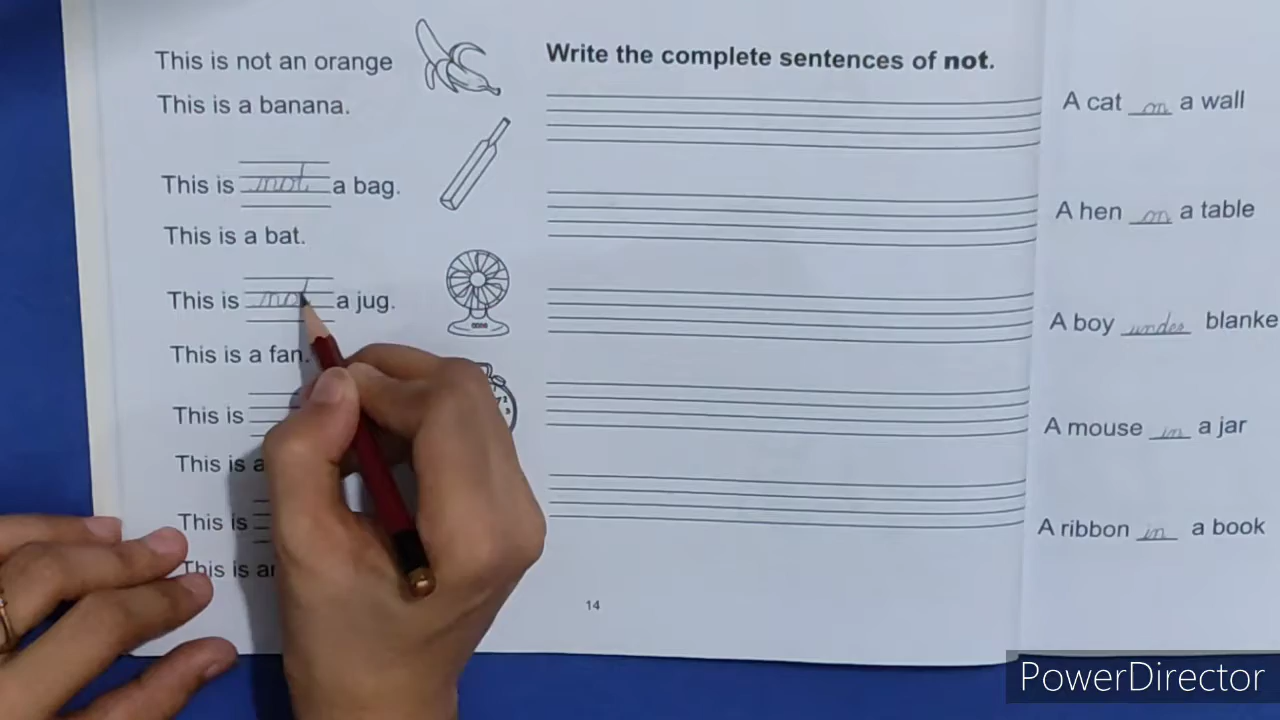 This is not an orange
This is a banana.
This is not a bag.
This is a bat.
This is not a jug.
This is a fan.
This is
This is a
This is
This is an
Write the complete sentences of not.
14
A cat on a wall
A hen on a table
A boy under blanke
A mouse in a jar
A ribbon in a book
PowerDirector